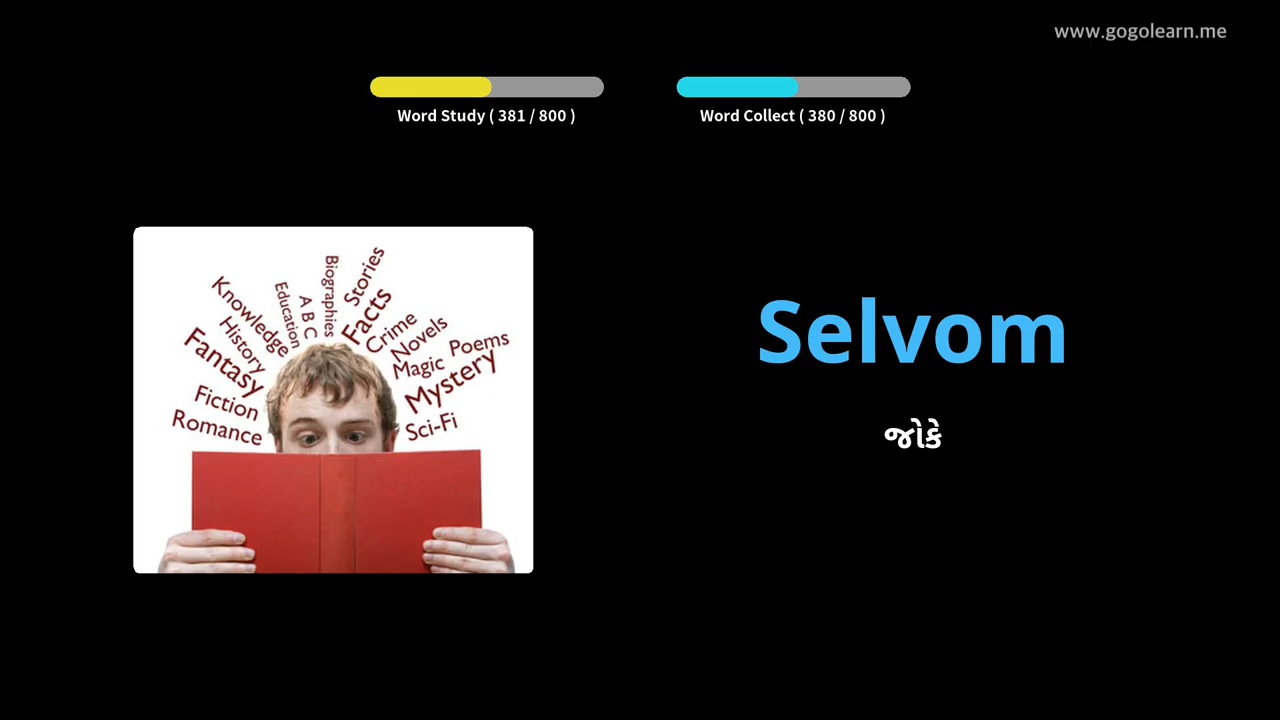 www.gogolearn.me
Word Study ( 381 / 800 )
Word Collect ( 380 / 800 )
Selvom
જોકે
Stories
Biographies
Facts
Education
A B C
Knowledge
Crime
History
Novels
Poems
Fantasy
Magic
Mystery
Fiction
Romance
Sci-Fi